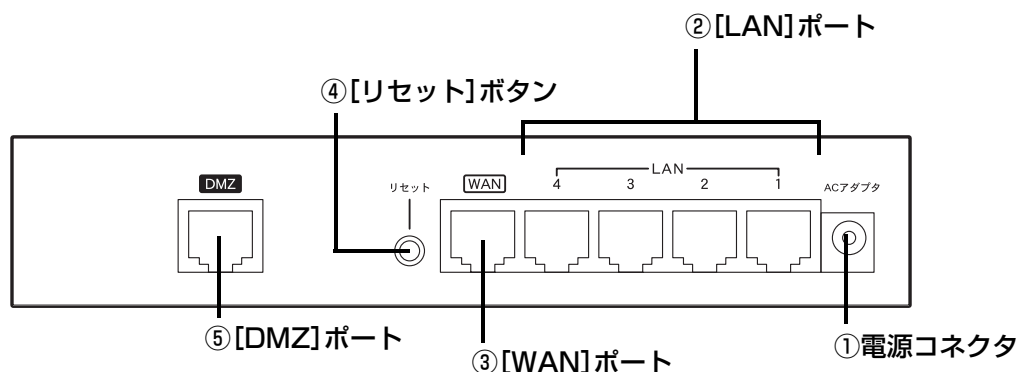 ②[LAN]ポート
④[リセット]ボタン
DMZ
リセット
WAN
LAN
4 3 2 1
ACアダプタ
⑤[DMZ]ポート
③[WAN]ポート
①電源コネクタ